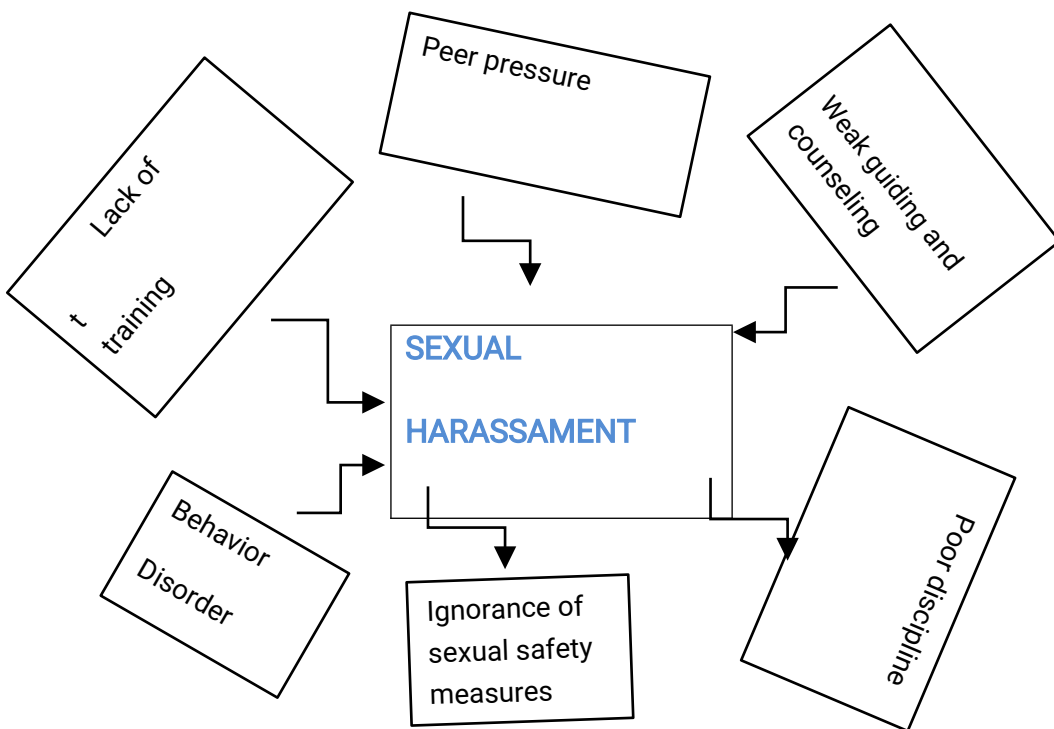 Peer pressure
Lack of
t
training
Weak guiding and
counseling
SEXUAL
HARASSAMENT
Behavior
Disorder
Ignorance of
sexual safety
measures
Poor discipline